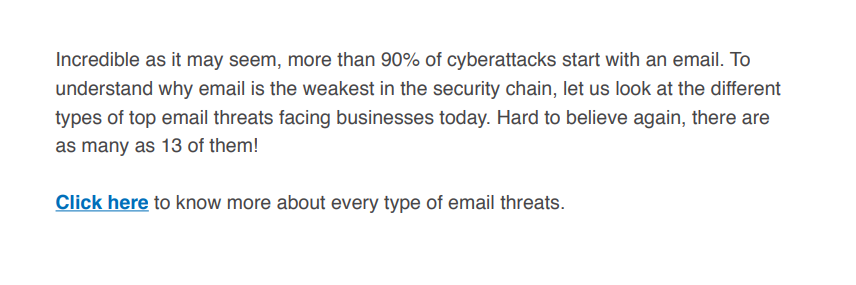 Incredible as it may seem, more than 90% of cyberattacks start with an email. To
understand why email is the weakest in the security chain, let us look at the different
types of top email threats facing businesses today. Hard to believe again, there are
as many as 13 of them!
Click here to know more about every type of email threats.